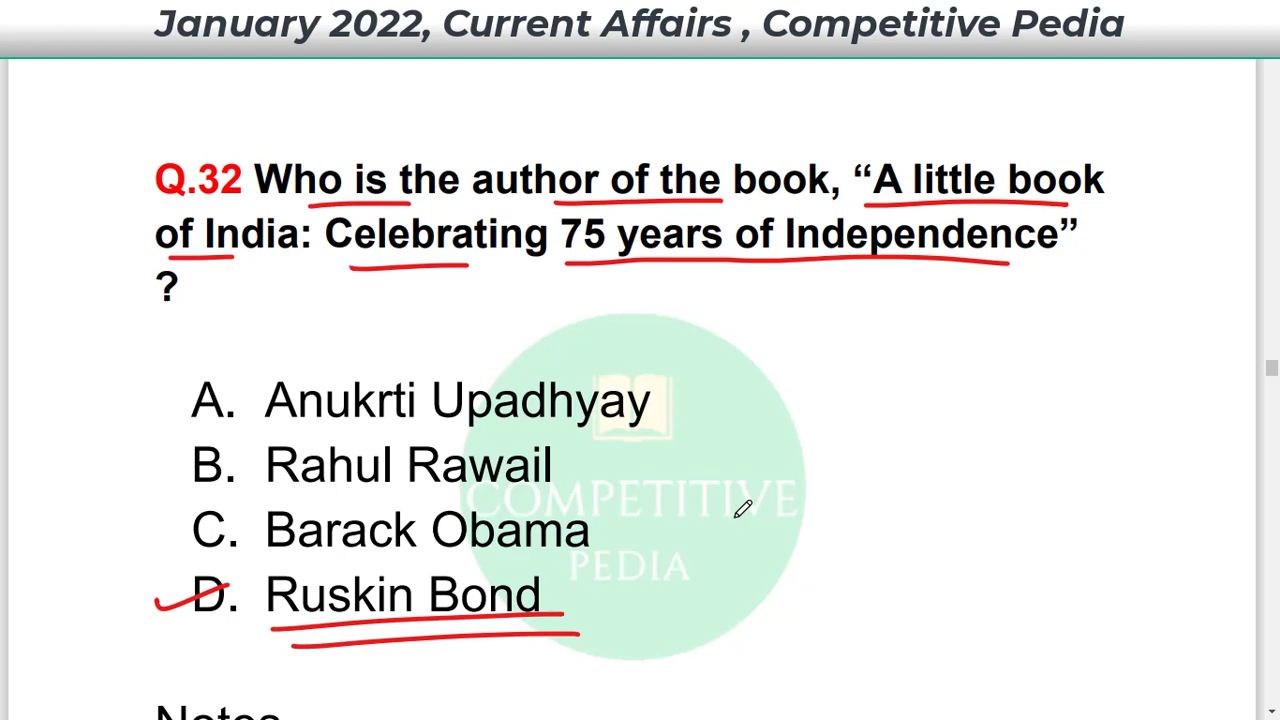 January 2022, Current Affairs , Competitive Pedia
Q.32 Who is the author of the book, “A little book
of India: Celebrating 75 years of Independence”
?
A. Anukrti Upadhyay
B. Rahul Rawail
C. Barack Obama
D. Ruskin Bond
COMPETITIVE
PEDIA
Notes